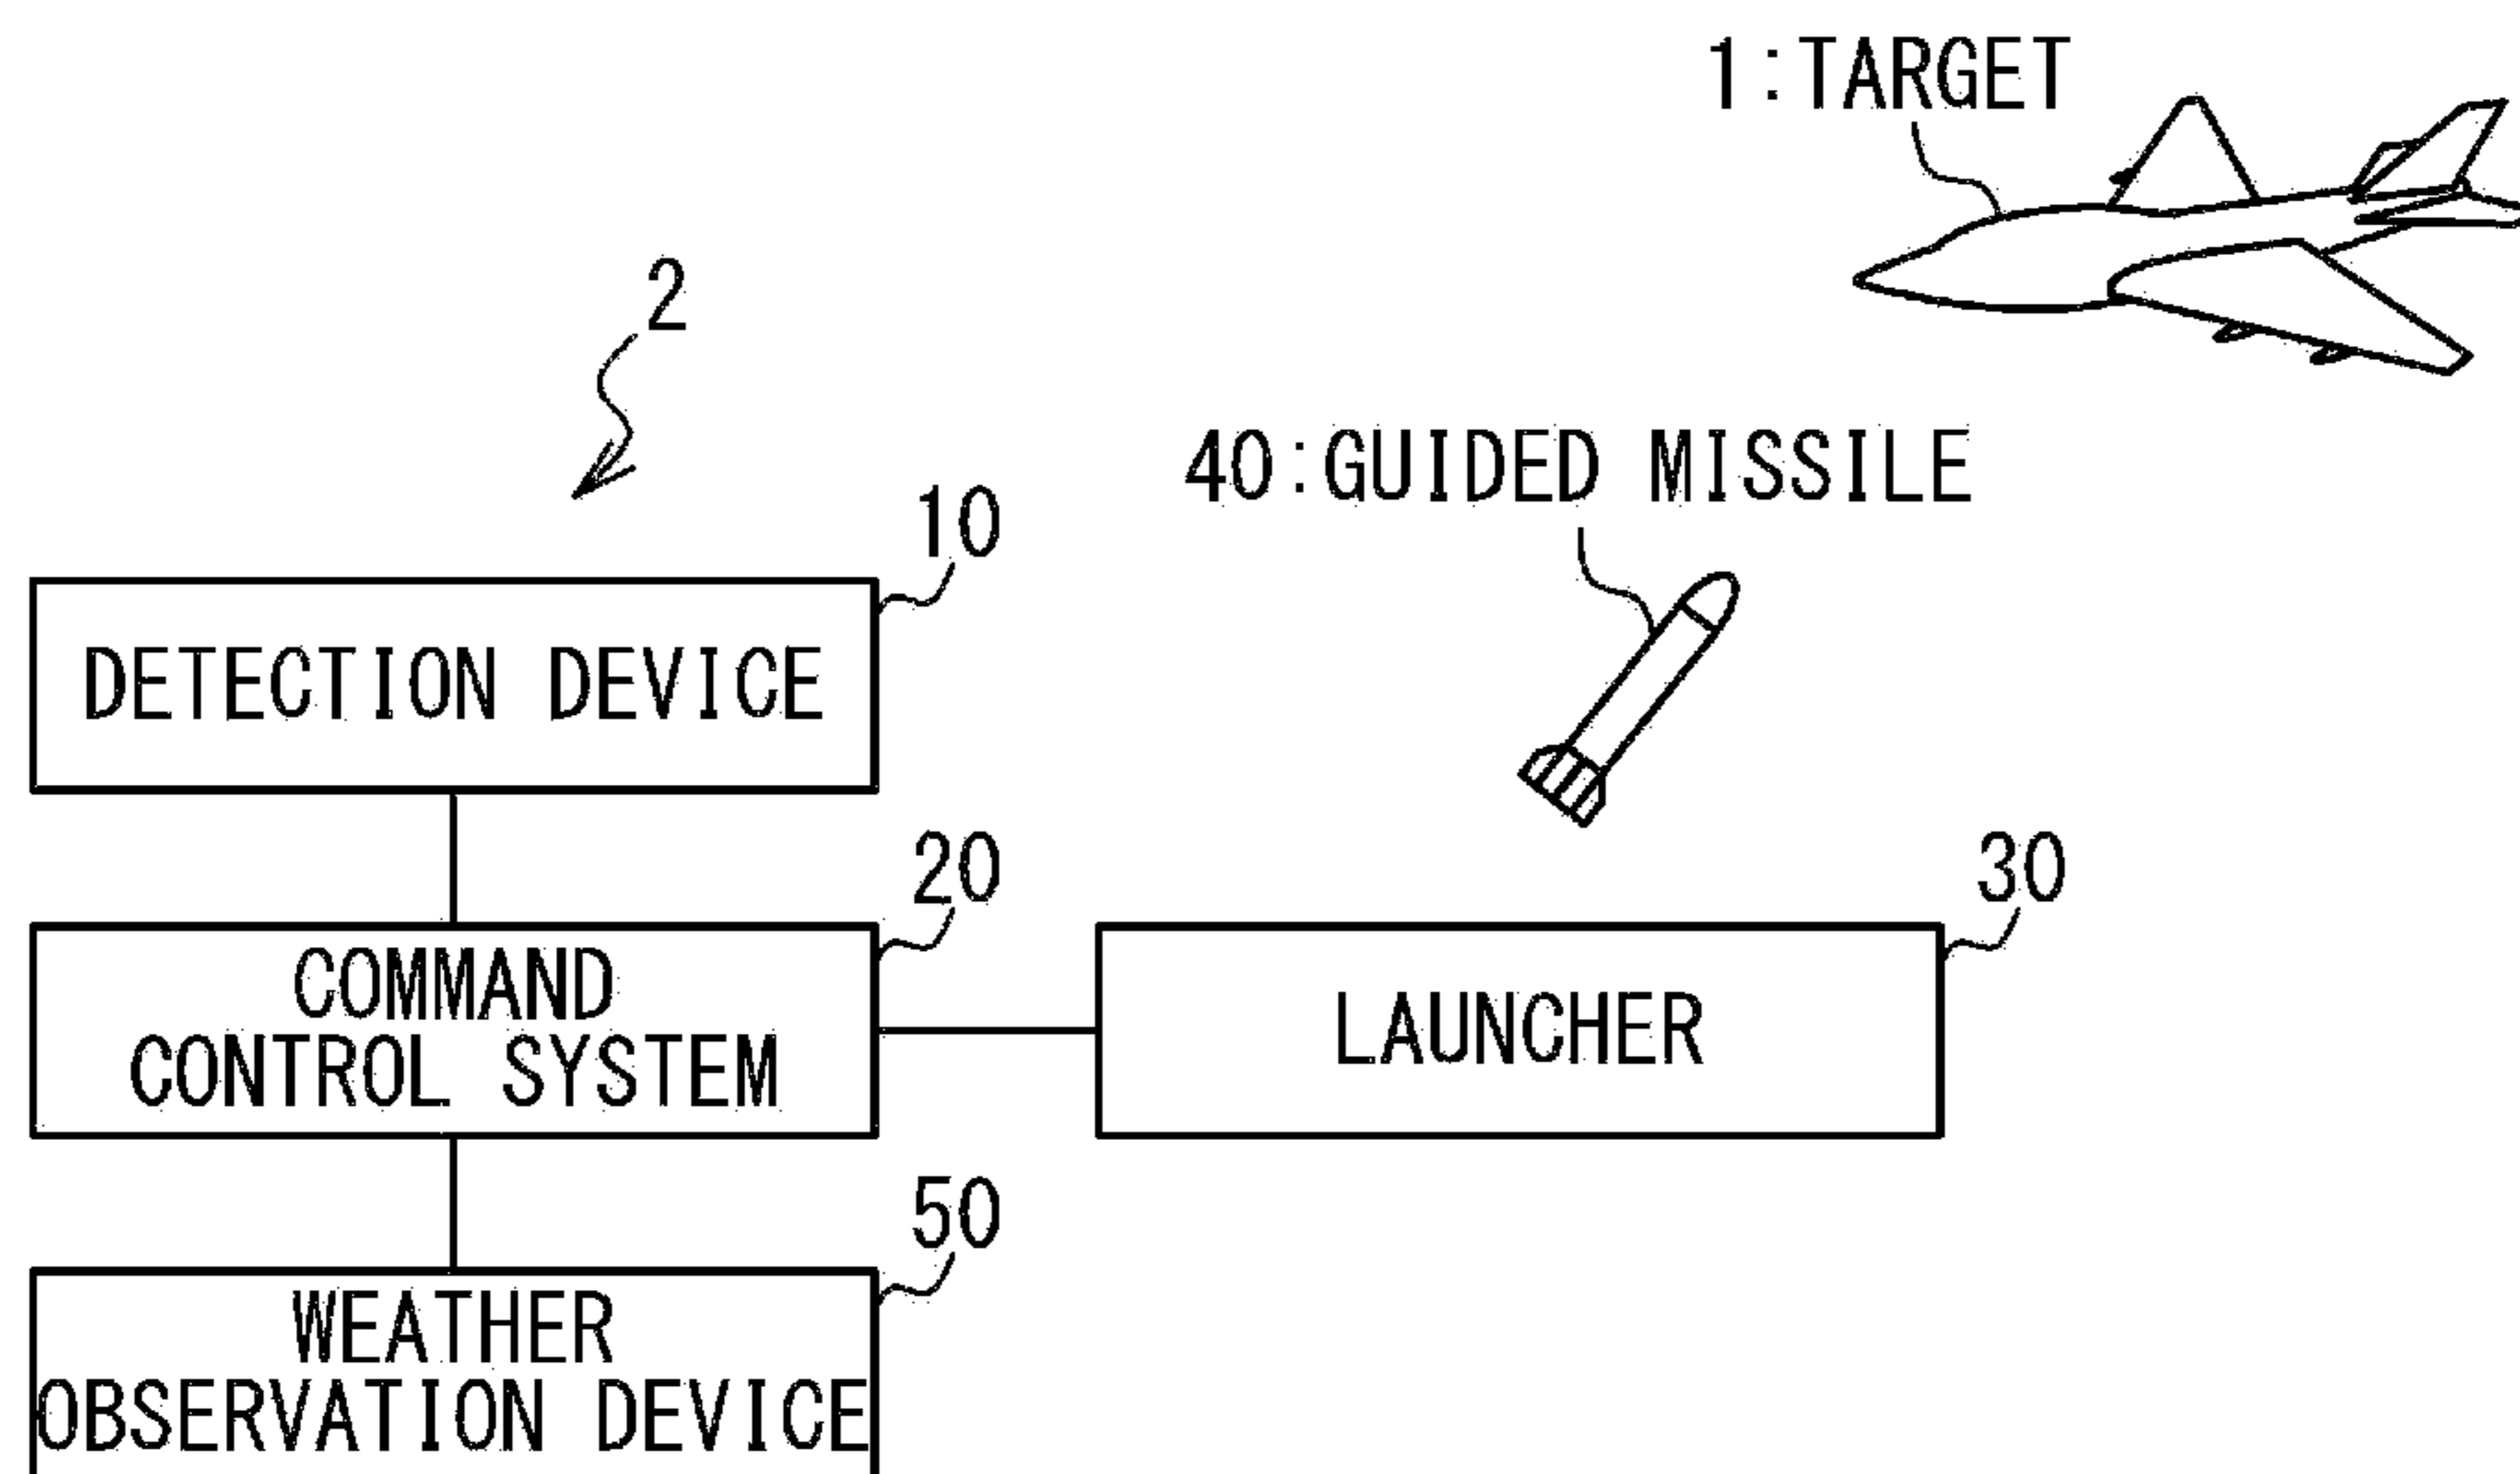 1:TARGET
2
40:GUIDED MISSILE
10
DETECTION DEVICE
20
COMMAND
CONTROL SYSTEM
30
LAUNCHER
50
WEATHER
OBSERVATION DEVICE